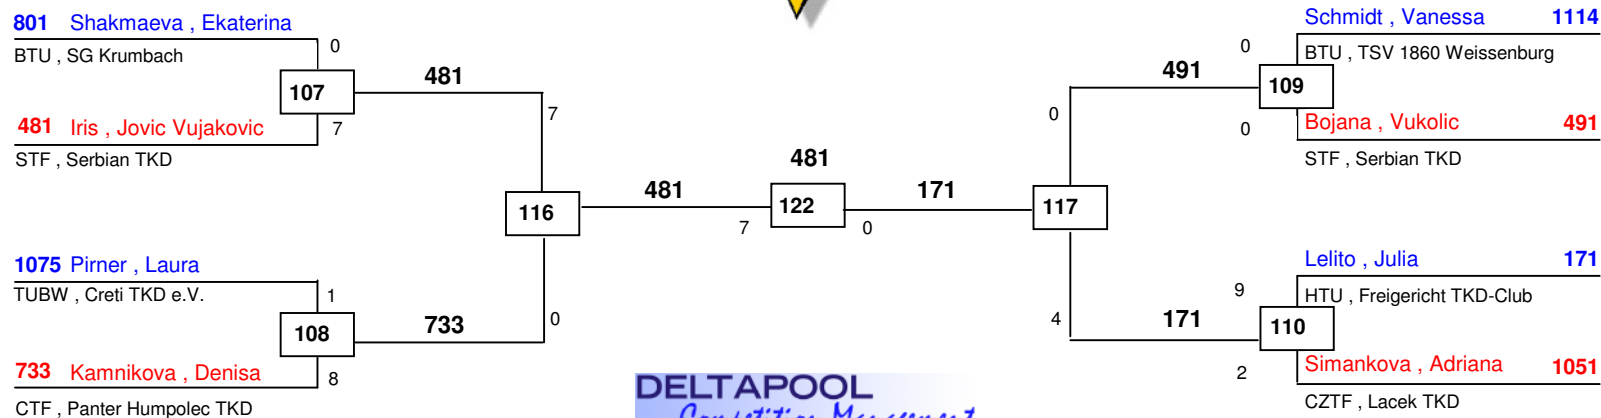 801 Shakmaeva , Ekaterina
0
BTU , SG Krumbach
107
481
481 Iris , Jovic Vujakovic
7
STF , Serbian TKD
7
116
481
1075 Pirner , Laura
1
TUBW , Creti TKD e.V.
108
733
0
733 Kamnikova , Denisa
8
CTF , Panter Humpolec TKD
481
122
7
0
171
Schmidt , Vanessa 1114
0
BTU , TSV 1860 Weissenburg
491
109
0
0
Bojana , Vukolic 491
STF , Serbian TKD
117
Lelito , Julia 171
9
HTU , Freigericht TKD-Club
4
171
110
2
Simankova , Adriana 1051
CZTF , Lacek TKD
DELTAPOOL
Competition Management